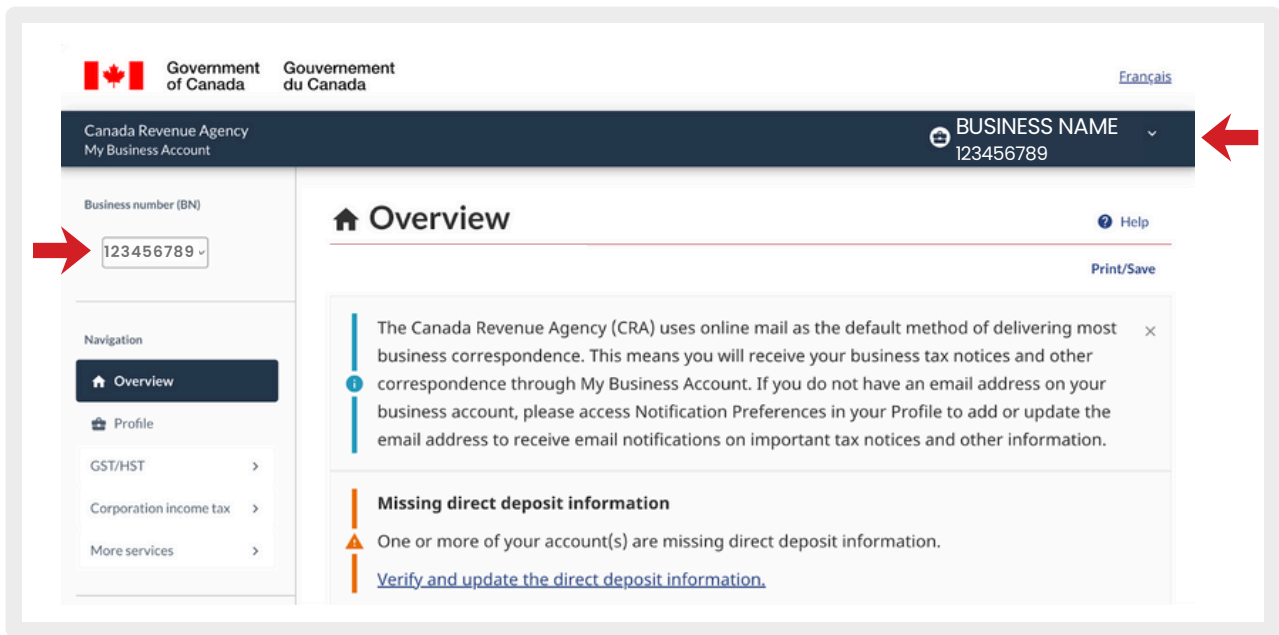 Government of Canada
Gouvernement du Canada
Français
Canada Revenue Agency
My Business Account
BUSINESS NAME
123456789
Business number (BN)
123456789
Navigation
Overview
Profile
GST/HST
Corporation income tax
More services
Overview
Help
Print/Save
The Canada Revenue Agency (CRA) uses online mail as the default method of delivering most
business correspondence. This means you will receive your business tax notices and other
correspondence through My Business Account. If you do not have an email address on your
business account, please access Notification Preferences in your Profile to add or update the
email address to receive email notifications on important tax notices and other information.
Missing direct deposit information
One or more of your account(s) are missing direct deposit information.
Verify and update the direct deposit information.